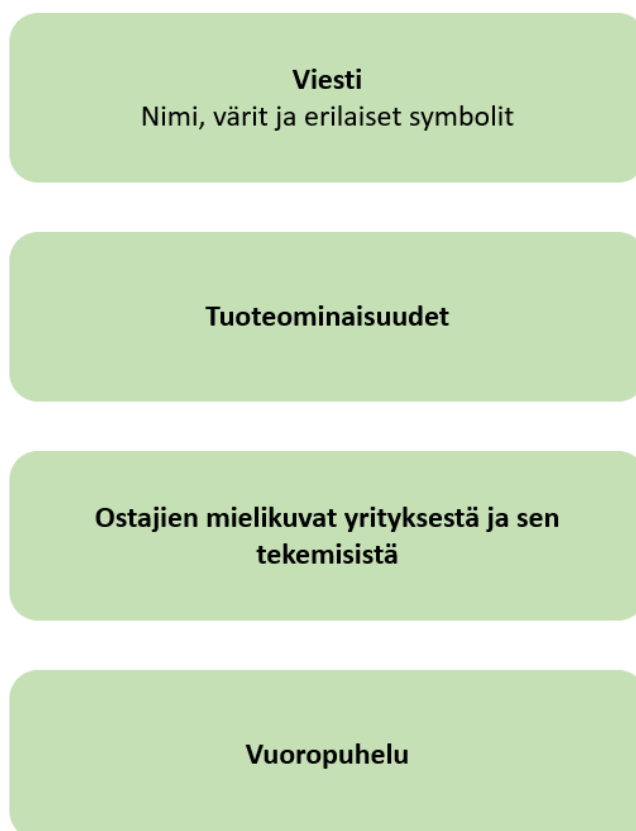 Viesti
Nimi, värit ja erilaiset symbolit
Tuoteominaisuudet
Ostajien mielikuvat yrityksestä ja sen
tekemisistä
Vuoropuhelu